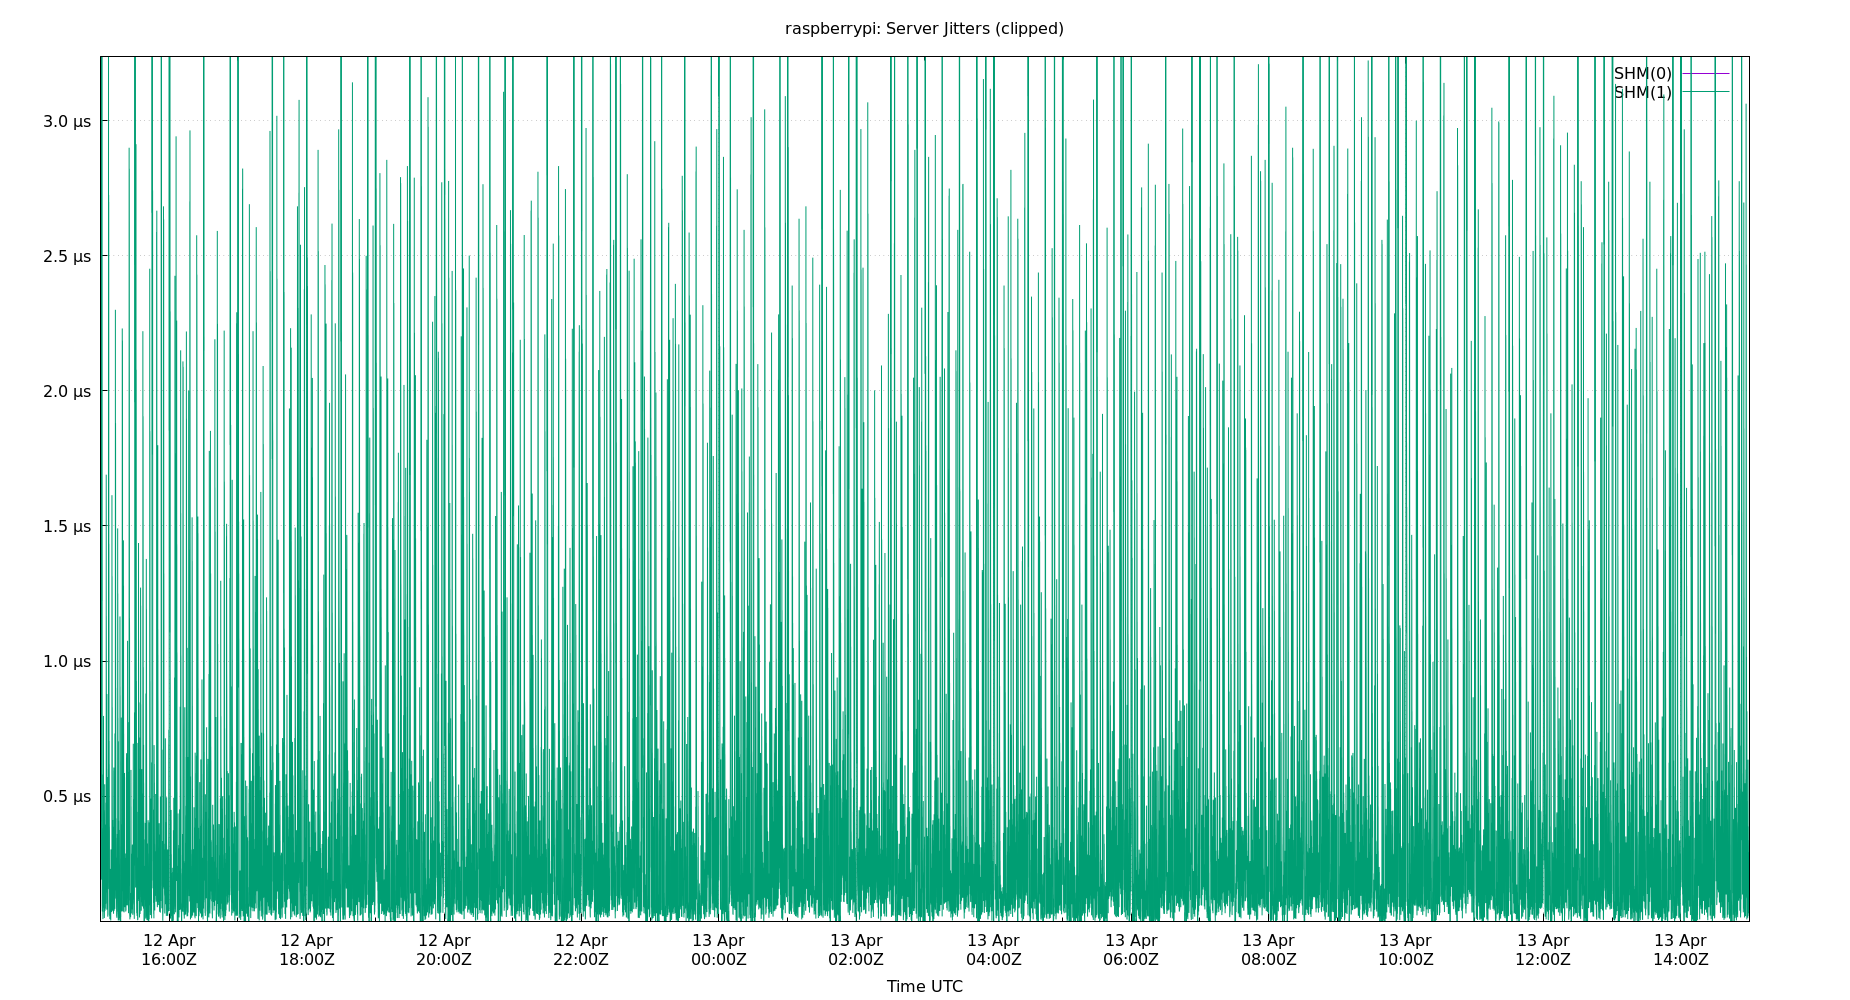 raspberrypi: Server Jitters (clipped)
SHM(0)
SHM(1)
3.0 µs
2.5 µs
2.0 µs
1.5 µs
1.0 µs
0.5 µs
12 Apr 12 Apr 12 Apr 12 Apr 13 Apr 13 Apr 13 Apr 13 Apr 13 Apr 13 Apr 13 Apr 13 Apr
16:00Z 18:00Z 20:00Z 22:00Z 00:00Z 02:00Z 04:00Z 06:00Z 08:00Z 10:00Z 12:00Z 14:00Z
Time UTC